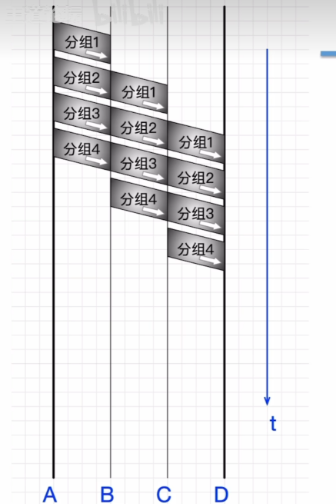 bilibili
分组1
分组2 分组1
分组3 分组2 分组1
分组4 分组3 分组2
分组4 分组3
分组4
t
A B C D